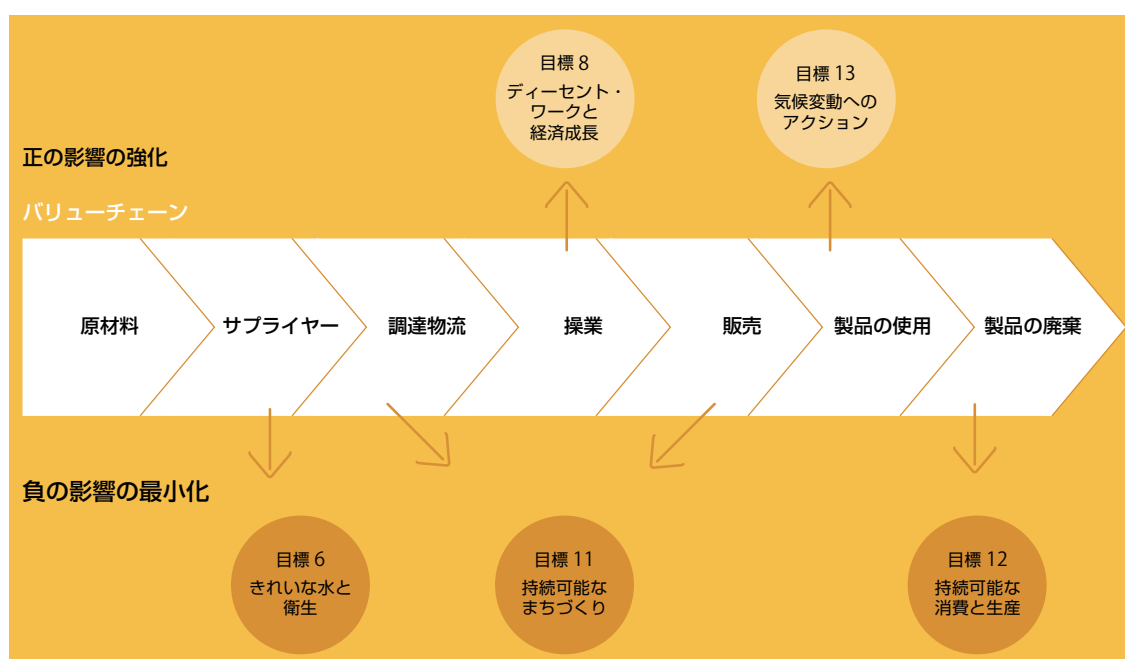 目標 8
ディーセント・
ワークと
経済成長
目標 13
気候変動への
アクション
正の影響の強化
バリューチェーン
原材料
サプライヤー
調達物流
操業
販売
製品の使用
製品の廃棄
負の影響の最小化
目標 6
きれいな水と
衛生
目標 11
持続可能な
まちづくり
目標 12
持続可能な
消費と生産